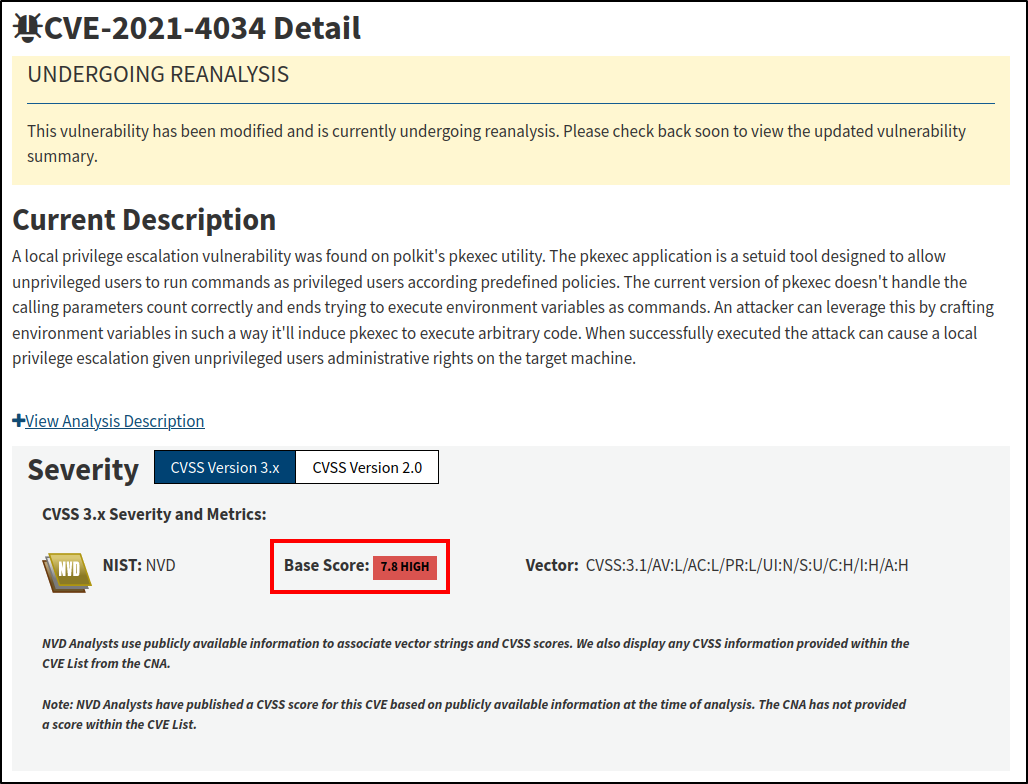 CVE-2021-4034 Detail
UNDERGOING REANALYSIS
This vulnerability has been modified and is currently undergoing reanalysis. Please check back soon to view the updated vulnerability
summary.
Current Description
A local privilege escalation vulnerability was found on polkit's pkexec utility. The pkexec application is a setuid tool designed to allow
unprivileged users to run commands as privileged users according predefined policies. The current version of pkexec doesn't handle the
calling parameters count correctly and ends trying to execute environment variables as commands. An attacker can leverage this by crafting
environment variables in such a way it'll induce pkexec to execute arbitrary code. When successfully executed the attack can cause a local
privilege escalation given unprivileged users administrative rights on the target machine.
View Analysis Description
Severity CVSS Version 3.x CVSS Version 2.0
CVSS 3.x Severity and Metrics:
NVD NIST: NVD Base Score: 7.8 HIGH Vector: CVSS:3.1/AV:L/AC:L/PR:L/UI:N/S:U/C:H/I:H/A:H
NVD Analysts use publicly available information to associate vector strings and CVSS scores. We also display any CVSS information provided within the
CVE List from the CNA.
Note: NVD Analysts have published a CVSS score for this CVE based on publicly available information at the time of analysis. The CNA has not provided
a score within the CVE List.